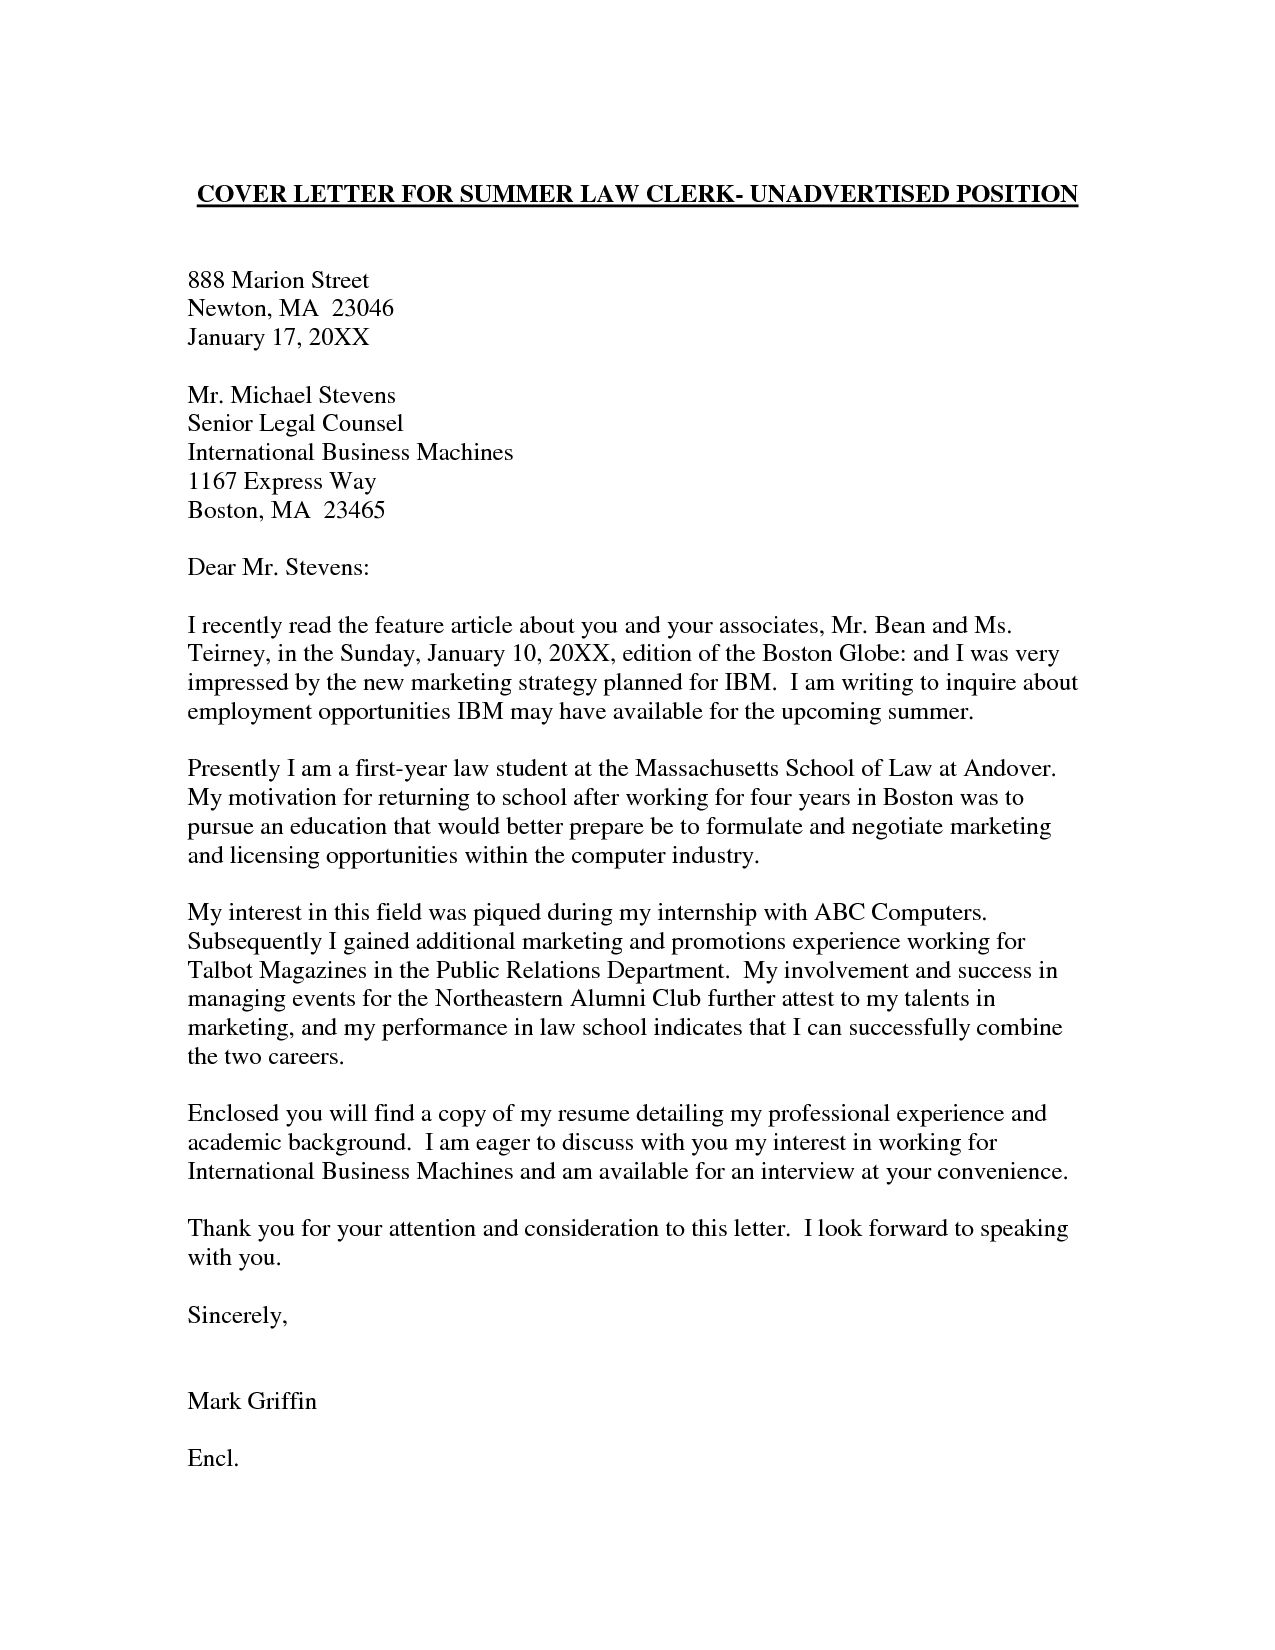 COVER LETTER FOR SUMMER LAW CLERK- UNADVERTISED POSITION
888 Marion Street
Newton, MA  23046
January 17, 20XX
Mr. Michael Stevens
Senior Legal Counsel
International Business Machines
1167 Express Way
Boston, MA  23465
Dear Mr. Stevens:
I recently read the feature article about you and your associates, Mr. Bean and Ms.
Teirney, in the Sunday, January 10, 20XX, edition of the Boston Globe: and I was very
impressed by the new marketing strategy planned for IBM.  I am writing to inquire about
employment opportunities IBM may have available for the upcoming summer.
Presently I am a first-year law student at the Massachusetts School of Law at Andover.
My motivation for returning to school after working for four years in Boston was to
pursue an education that would better prepare be to formulate and negotiate marketing
and licensing opportunities within the computer industry.
My interest in this field was piqued during my internship with ABC Computers.
Subsequently I gained additional marketing and promotions experience working for
Talbot Magazines in the Public Relations Department.  My involvement and success in
managing events for the Northeastern Alumni Club further attest to my talents in
marketing, and my performance in law school indicates that I can successfully combine
the two careers.
Enclosed you will find a copy of my resume detailing my professional experience and
academic background.  I am eager to discuss with you my interest in working for
International Business Machines and am available for an interview at your convenience.
Thank you for your attention and consideration to this letter.  I look forward to speaking
with you.
Sincerely,
Mark Griffin
Encl.